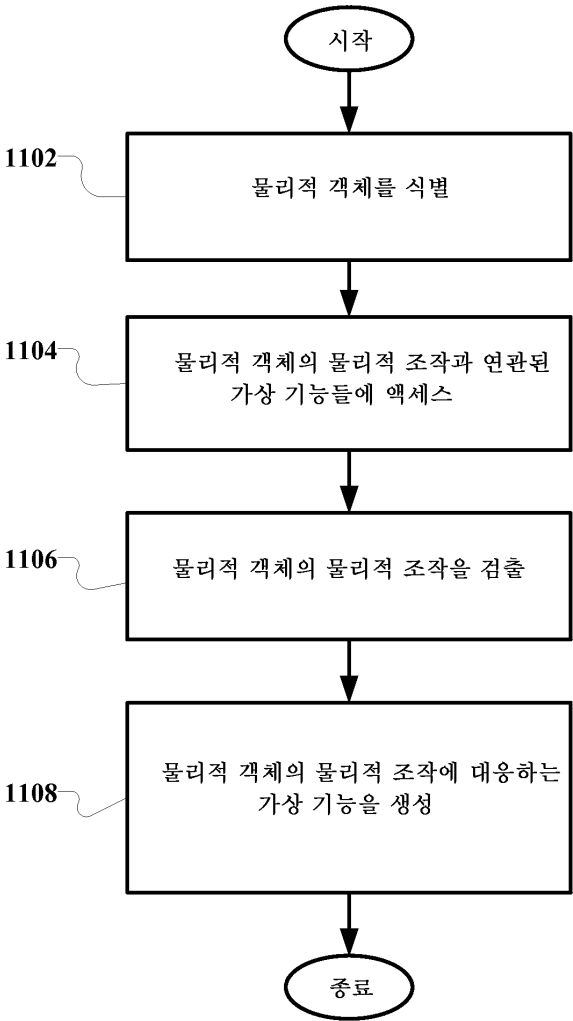 시작
1102
물리적 객체를 식별
1104
물리적 객체의 물리적 조작과 연관된
가상 기능들에 액세스
1106
물리적 객체의 물리적 조작을 검출
1108
물리적 객체의 물리적 조작에 대응하는
가상 기능을 생성
종료